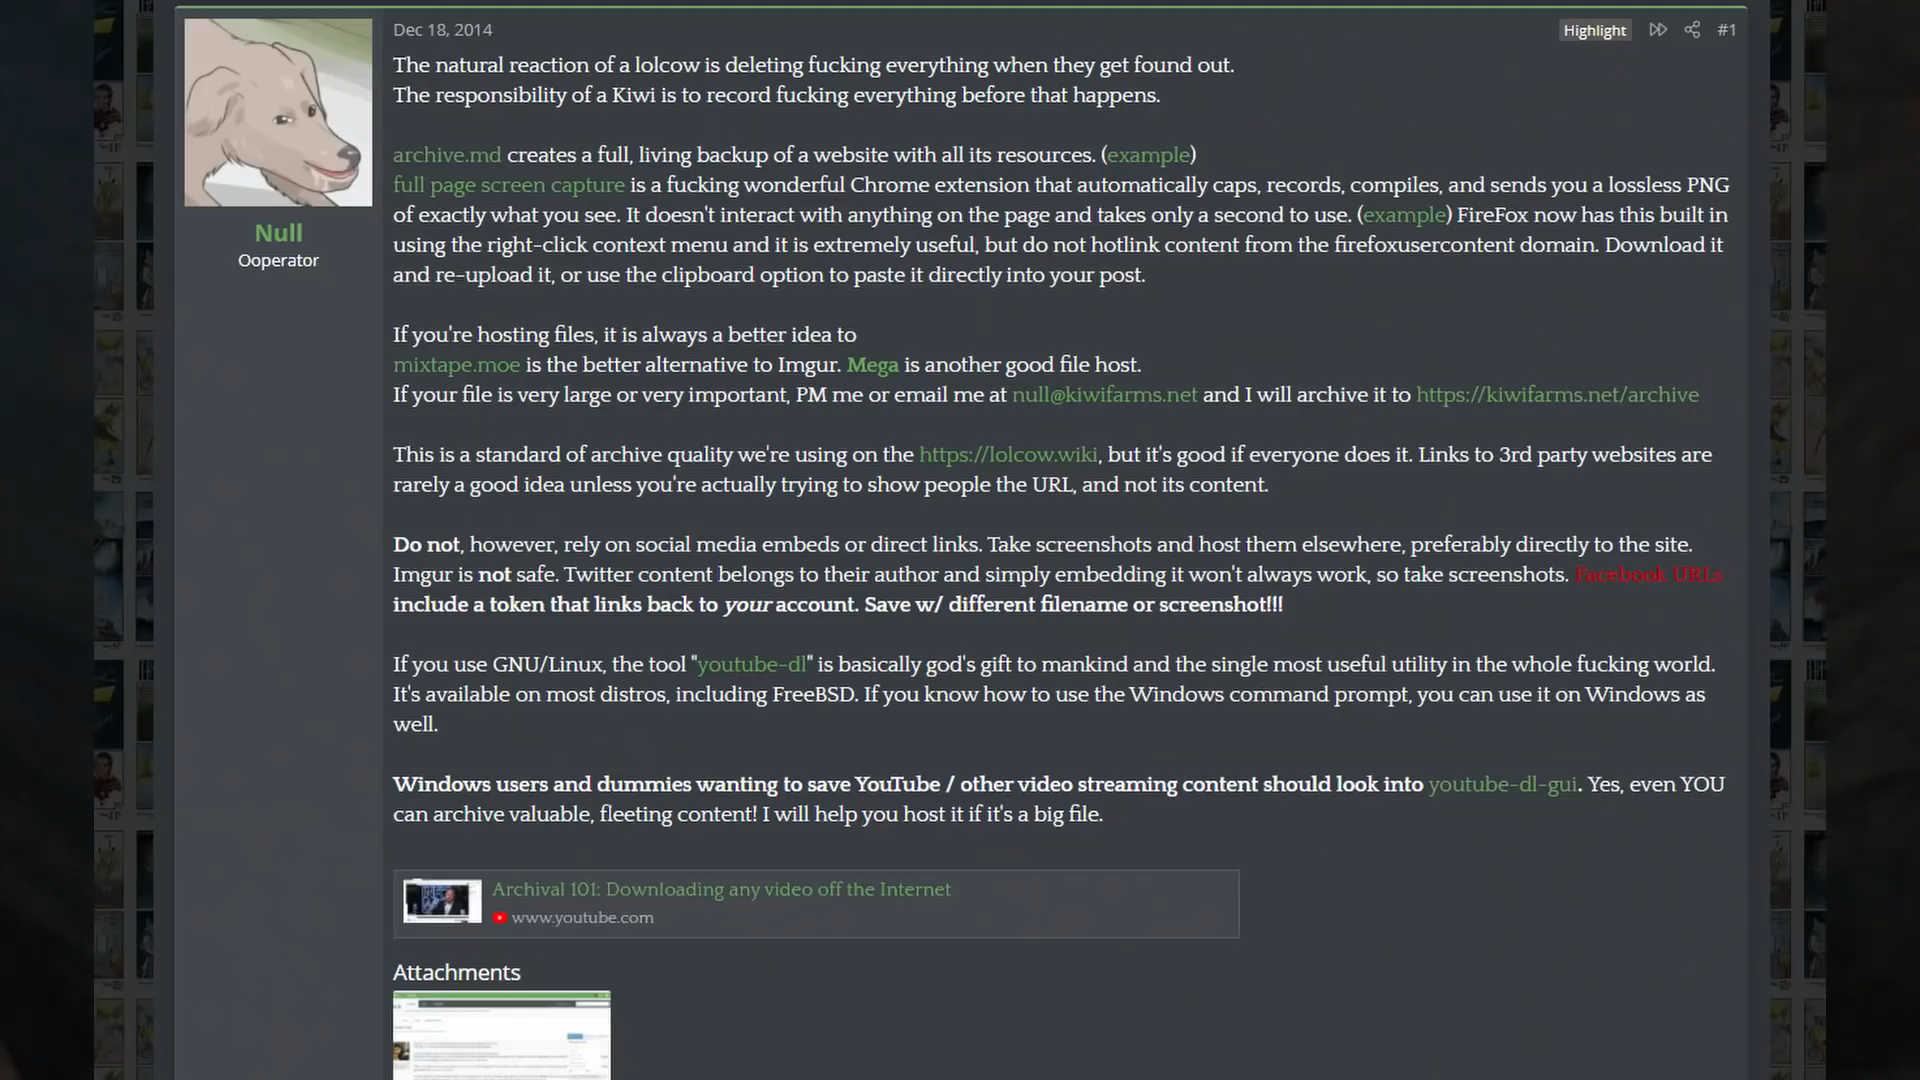 Dec 18, 2014
Highlight
#1
The natural reaction of a lolcow is deleting fucking everything when they get found out.
The responsibility of a Kiwi is to record fucking everything before that happens.
archive.md creates a full, living backup of a website with all its resources. (example)
full page screen capture is a fucking wonderful Chrome extension that automatically caps, records, compiles, and sends you a lossless PNG
of exactly what you see. It doesn't interact with anything on the page and takes only a second to use. (example) FireFox now has this built in
Null
using the right-click context menu and it is extremely useful, but do not hotlink content from the firefoxusercontent domain. Download it
Ooperator
and re-upload it, or use the clipboard option to paste it directly into your post.
If you're hosting files, it is always a better idea to
mixtape.moe is the better alternative to Imgur. Mega is another good file host.
If your file is very large or very important, PM me or email me at null@kiwifarms.net and I will archive it to https://kiwifarms.net/archive
This is a standard of archive quality we're using on the https://lolcow.wiki, but it's good if everyone does it. Links to 3rd party websites are
rarely a good idea unless you're actually trying to show people the URL, and not its content.
Do not, however, rely on social media embeds or direct links. Take screenshots and host them elsewhere, preferably directly to the site.
Imgur is not safe. Twitter content belongs to their author and simply embedding it won't always work, so take screenshots. Facebook URLs
include a token that links back to your account. Save w/ different filename or screenshot!!!
If you use GNU/Linux, the tool "youtube-dl" is basically god's gift to mankind and the single most useful utility in the whole fucking world.
It's available on most distros, including FreeBSD. If you know how to use the Windows command prompt, you can use it on Windows as
well.
Windows users and dummies wanting to save YouTube / other video streaming content should look into youtube-dl-gui. Yes, even YOU
can archive valuable, fleeting content! I will help you host it if it's a big file.
Archival 101: Downloading any video off the Internet
www.youtube.com
Attachments